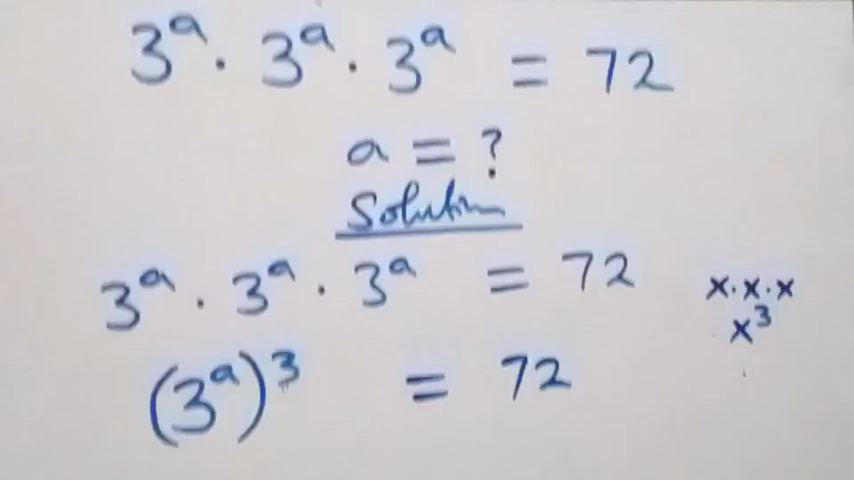 3^a · 3^a · 3^a = 72
a = ?
Solution
3^a · 3^a · 3^a = 72
x·x·x
x^3
(3^a)^3 = 72